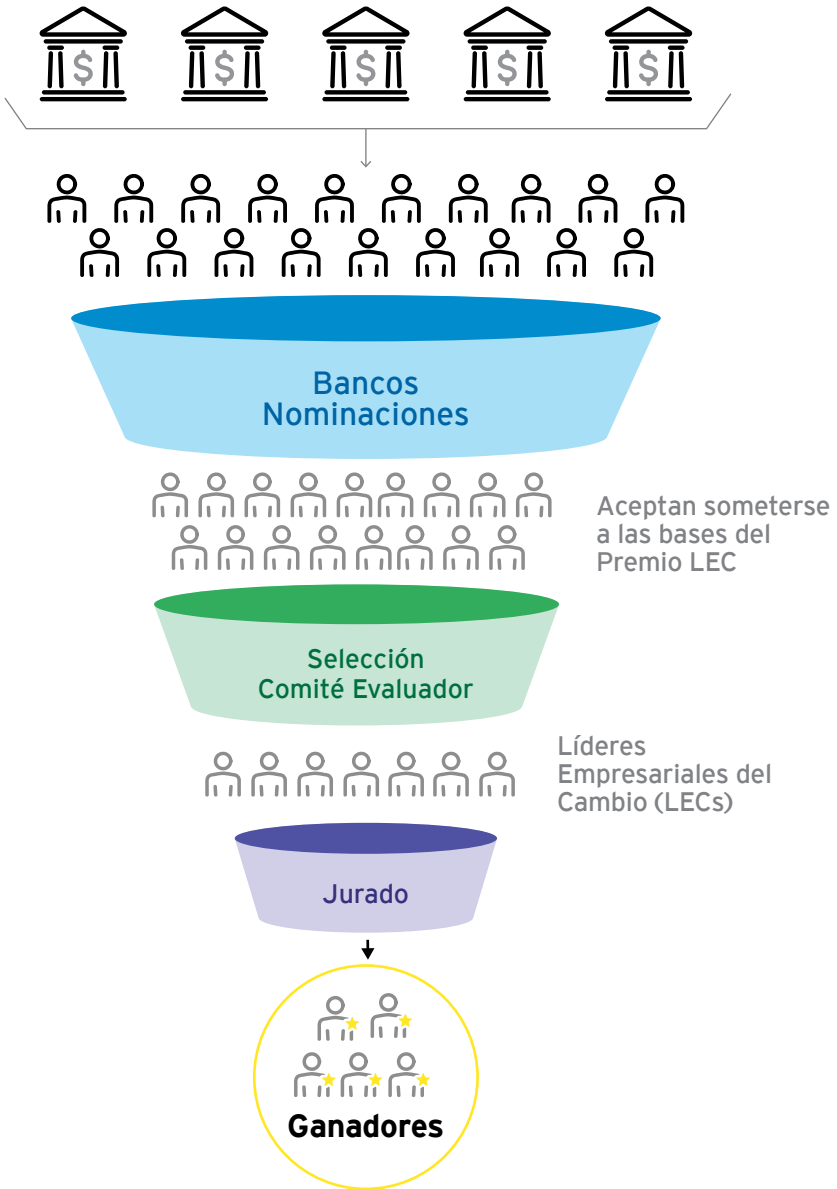 $ $ $ $ $
Bancos
Nominaciones
Aceptan someterse
a las bases del
Premio LEC
Selección
Comité Evaluador
Líderes
Empresariales del
Cambio (LECs)
Jurado
Ganadores